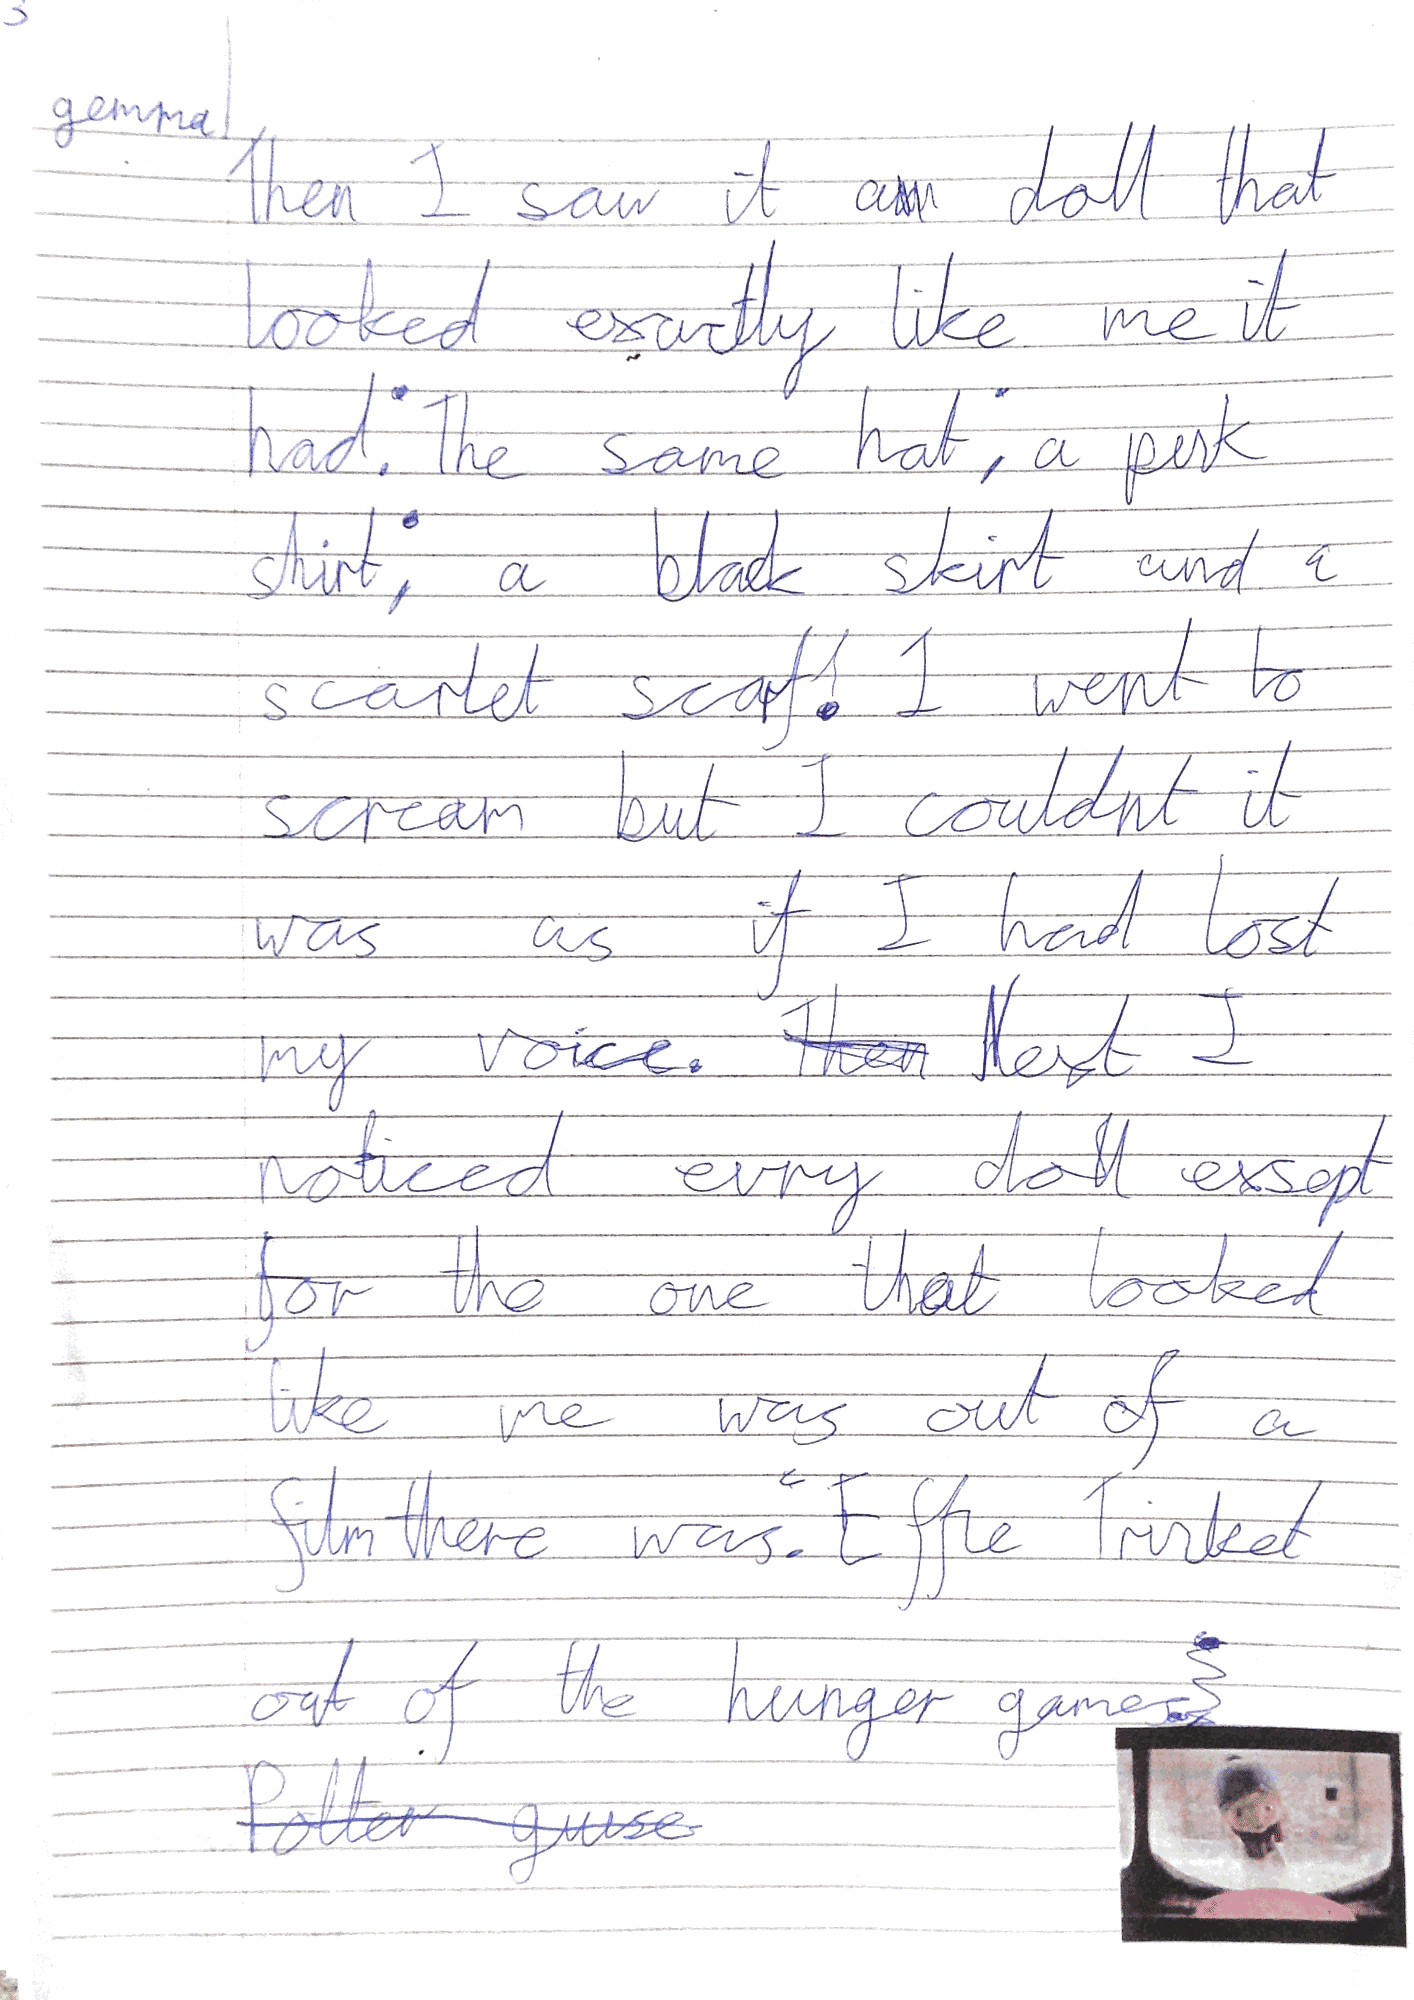 gemma
Then I saw it a doll that
looked exactly like me it
had: The same hat; a perk
shirt; a black skirt and a
scarlet scarf! I went to
scream but I couldnt it
was as if I had lost
my voice. Then Next I
noticed evry doll exsept
for the one that looked
like me was out of a
film there was: Effie Trinket
out of the hunger games
Potter guise